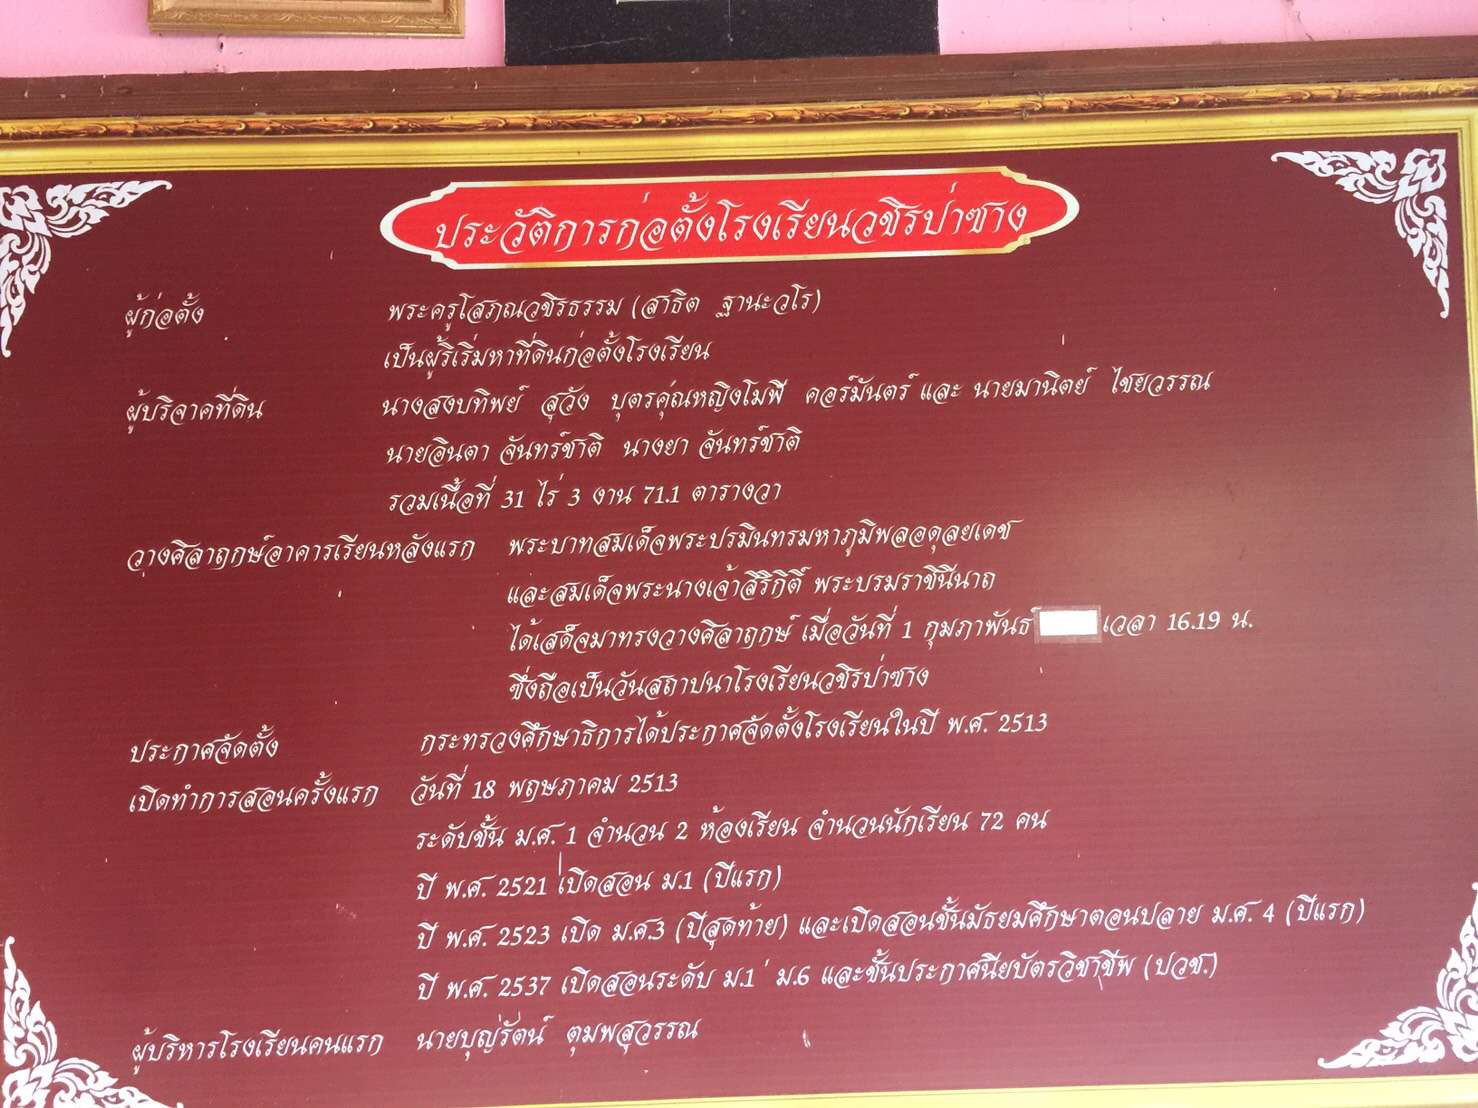 ประวัติการก่อตั้งโรงเรียนวชิรป่าซาง
ผู้ก่อตั้ง พระครูโสภณวชิรธรรม (สาธิต ฐานะวโร)
เป็นผู้ริเริ่มหาที่ดินก่อตั้งโรงเรียน
ผู้บริจาคที่ดิน นางสงบทิพย์ สุวัง บุตรคุณหญิงโมฬี คอร์มันตร์ และ นายมานิตย์ ไชยวรรณ
นายอินตา จันทร์ชาติ นางยา จันทร์ชาติ
รวมเนื้อที่ 31 ไร่ 3 งาน 71.1 ตารางวา
วางศิลาฤกษ์อาคารเรียนหลังแรก พระบาทสมเด็จพระปรมินทรมหาภูมิพลอดุลยเดช
และสมเด็จพระนางเจ้าสิริกิติ์ พระบรมราชินีนาถ
ได้เสด็จมาทรงวางศิลาฤกษ์ เมื่อวันที่ 1 กุมภาพันธ์ เวลา 16.19 น.
ซึ่งถือเป็นวันสถาปนาโรงเรียนวชิรป่าซาง
ประกาศจัดตั้ง กระทรวงศึกษาธิการได้ประกาศจัดตั้งโรงเรียนในปี พ.ศ. 2513
เปิดทำการสอนครั้งแรก วันที่ 18 พฤษภาคม 2513
ระดับชั้น ม.ศ. 1 จำนวน 2 ห้องเรียน จำนวนนักเรียน 72 คน
ปี พ.ศ. 2521 เปิดสอน ม.1 (ปีแรก)
ปี พ.ศ. 2523 เปิด ม.ศ.3 (ปีสุดท้าย) และเปิดสอนชั้นมัธยมศึกษาตอนปลาย ม.ศ. 4 (ปีแรก)
ปี พ.ศ. 2537 เปิดสอนระดับ ม.1 - ม.6 และชั้นประกาศนียบัตรวิชาชีพ (ปวช.)
ผู้บริหารโรงเรียนคนแรก นายบุญรัตน์ ตุมพสุวรรณ